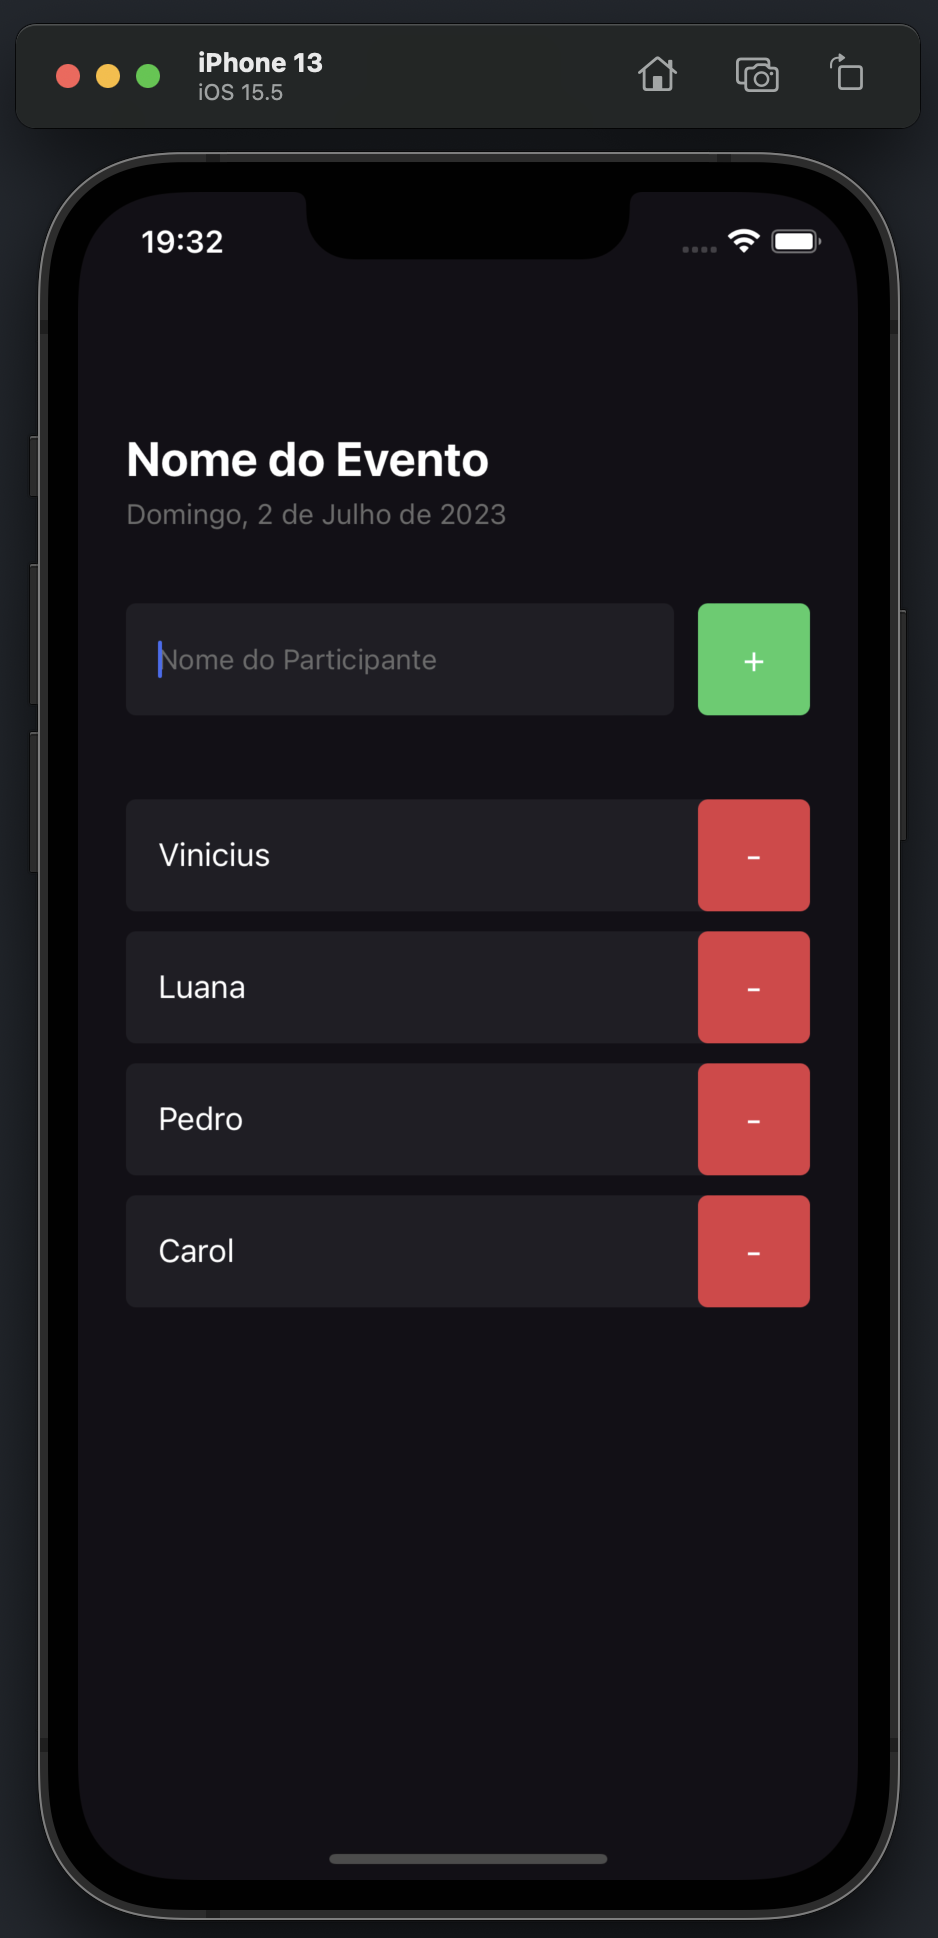 iPhone 13
iOS 15.5
19:32
Nome do Evento
Domingo, 2 de Julho de 2023
Nome do Participante
+
Vinicius
-
Luana
-
Pedro
-
Carol
-